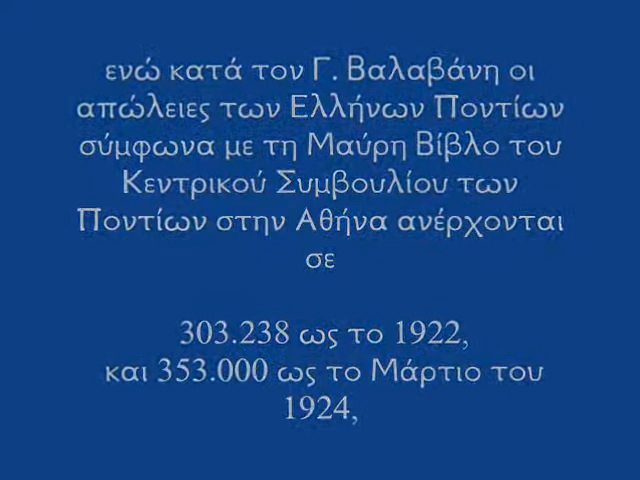 ενώ κατά τον Γ. Βαλαβάνη οι
απώλειες των Ελλήνων Ποντίων
σύμφωνα με τη Μαύρη Βίβλο του
Κεντρικού Συμβουλίου των
Ποντίων στην Αθήνα ανέρχονται
σε
303.238 ως το 1922,
και 353.000 ως το Μάρτιο του
1924,